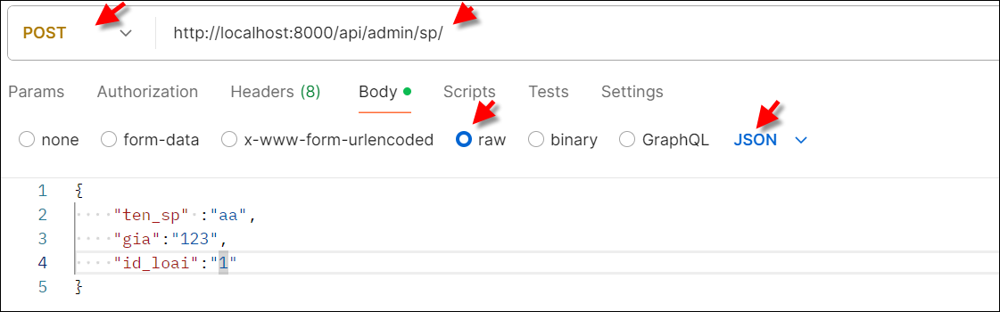 POST http://localhost:8000/api/admin/sp/
Params Authorization Headers (8) Body Scripts Tests Settings
none form-data x-www-form-urlencoded raw binary GraphQL JSON
1 {
2 "ten_sp" :"aa",
3 "gia":"123",
4 "id_loai":"1"
5 }